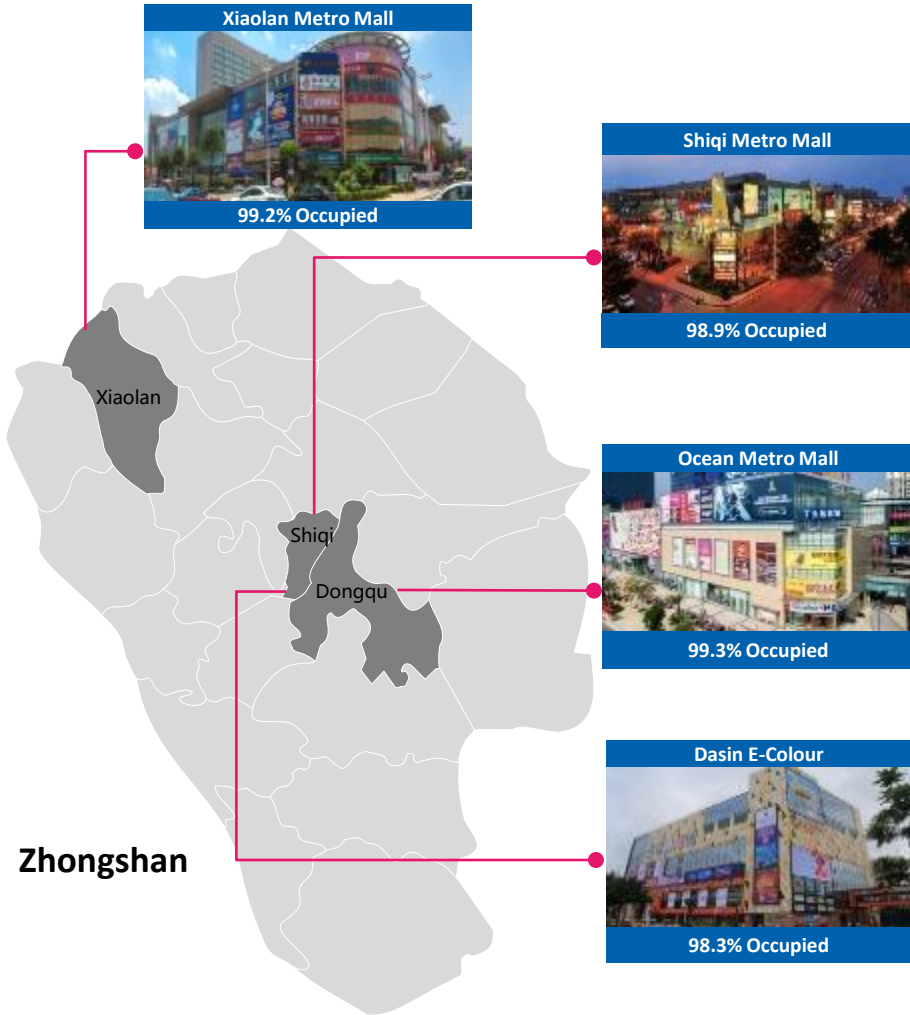 Xiaolan Metro Mall
99.2% Occupied
Shiqi Metro Mall
98.9% Occupied
Xiaolan
Ocean Metro Mall
99.3% Occupied
Shiqi
Dongqu
Dasin E-Colour
98.3% Occupied
Zhongshan